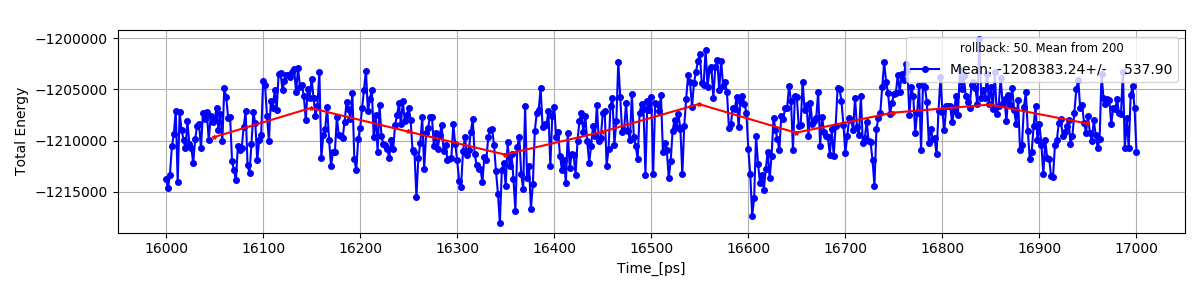 Total Energy
−1200000
−1205000
−1210000
−1215000
rollback: 50. Mean from 200
Mean: -1208383.24+/- 537.90
16000 16100 16200 16300 16400 16500 16600 16700 16800 16900 17000
Time_[ps]